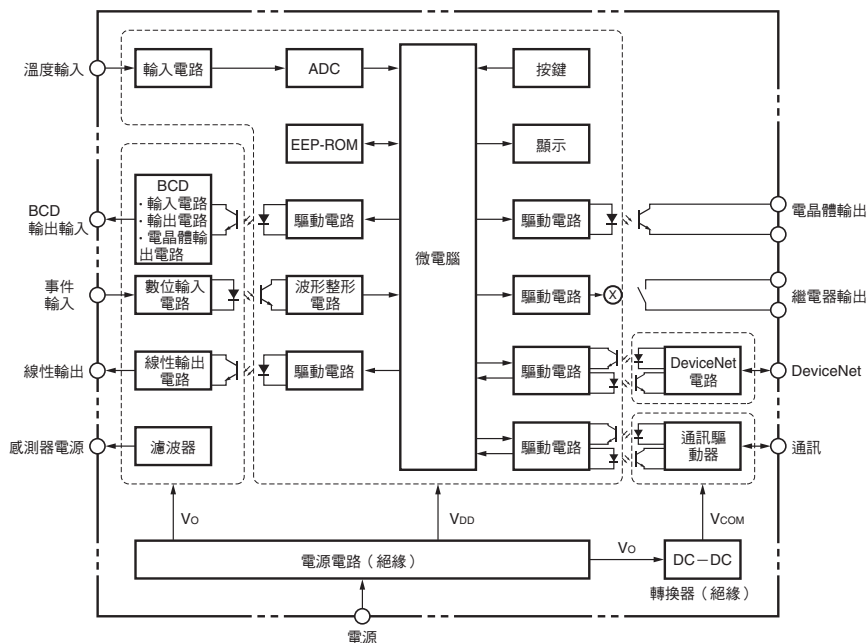 溫度輸入
輸入電路
ADC
按鍵
EEP-ROM
顯示
BCD
輸出輸入
BCD
・輸入電路
・輸出電路
・電晶體輸
出電路
驅動電路
微電腦
驅動電路
電晶體輸出
事件
輸入
數位輸入
電路
波形整形
電路
驅動電路
X
繼電器輸出
線性輸出
線性輸出
電路
驅動電路
驅動電路
DeviceNet
電路
DeviceNet
感測器電源
濾波器
驅動電路
通訊驅
動器
通訊
VO
VDD
VCOM
電源電路（絕緣）
VO
DC－DC
轉換器（絕緣）
電源